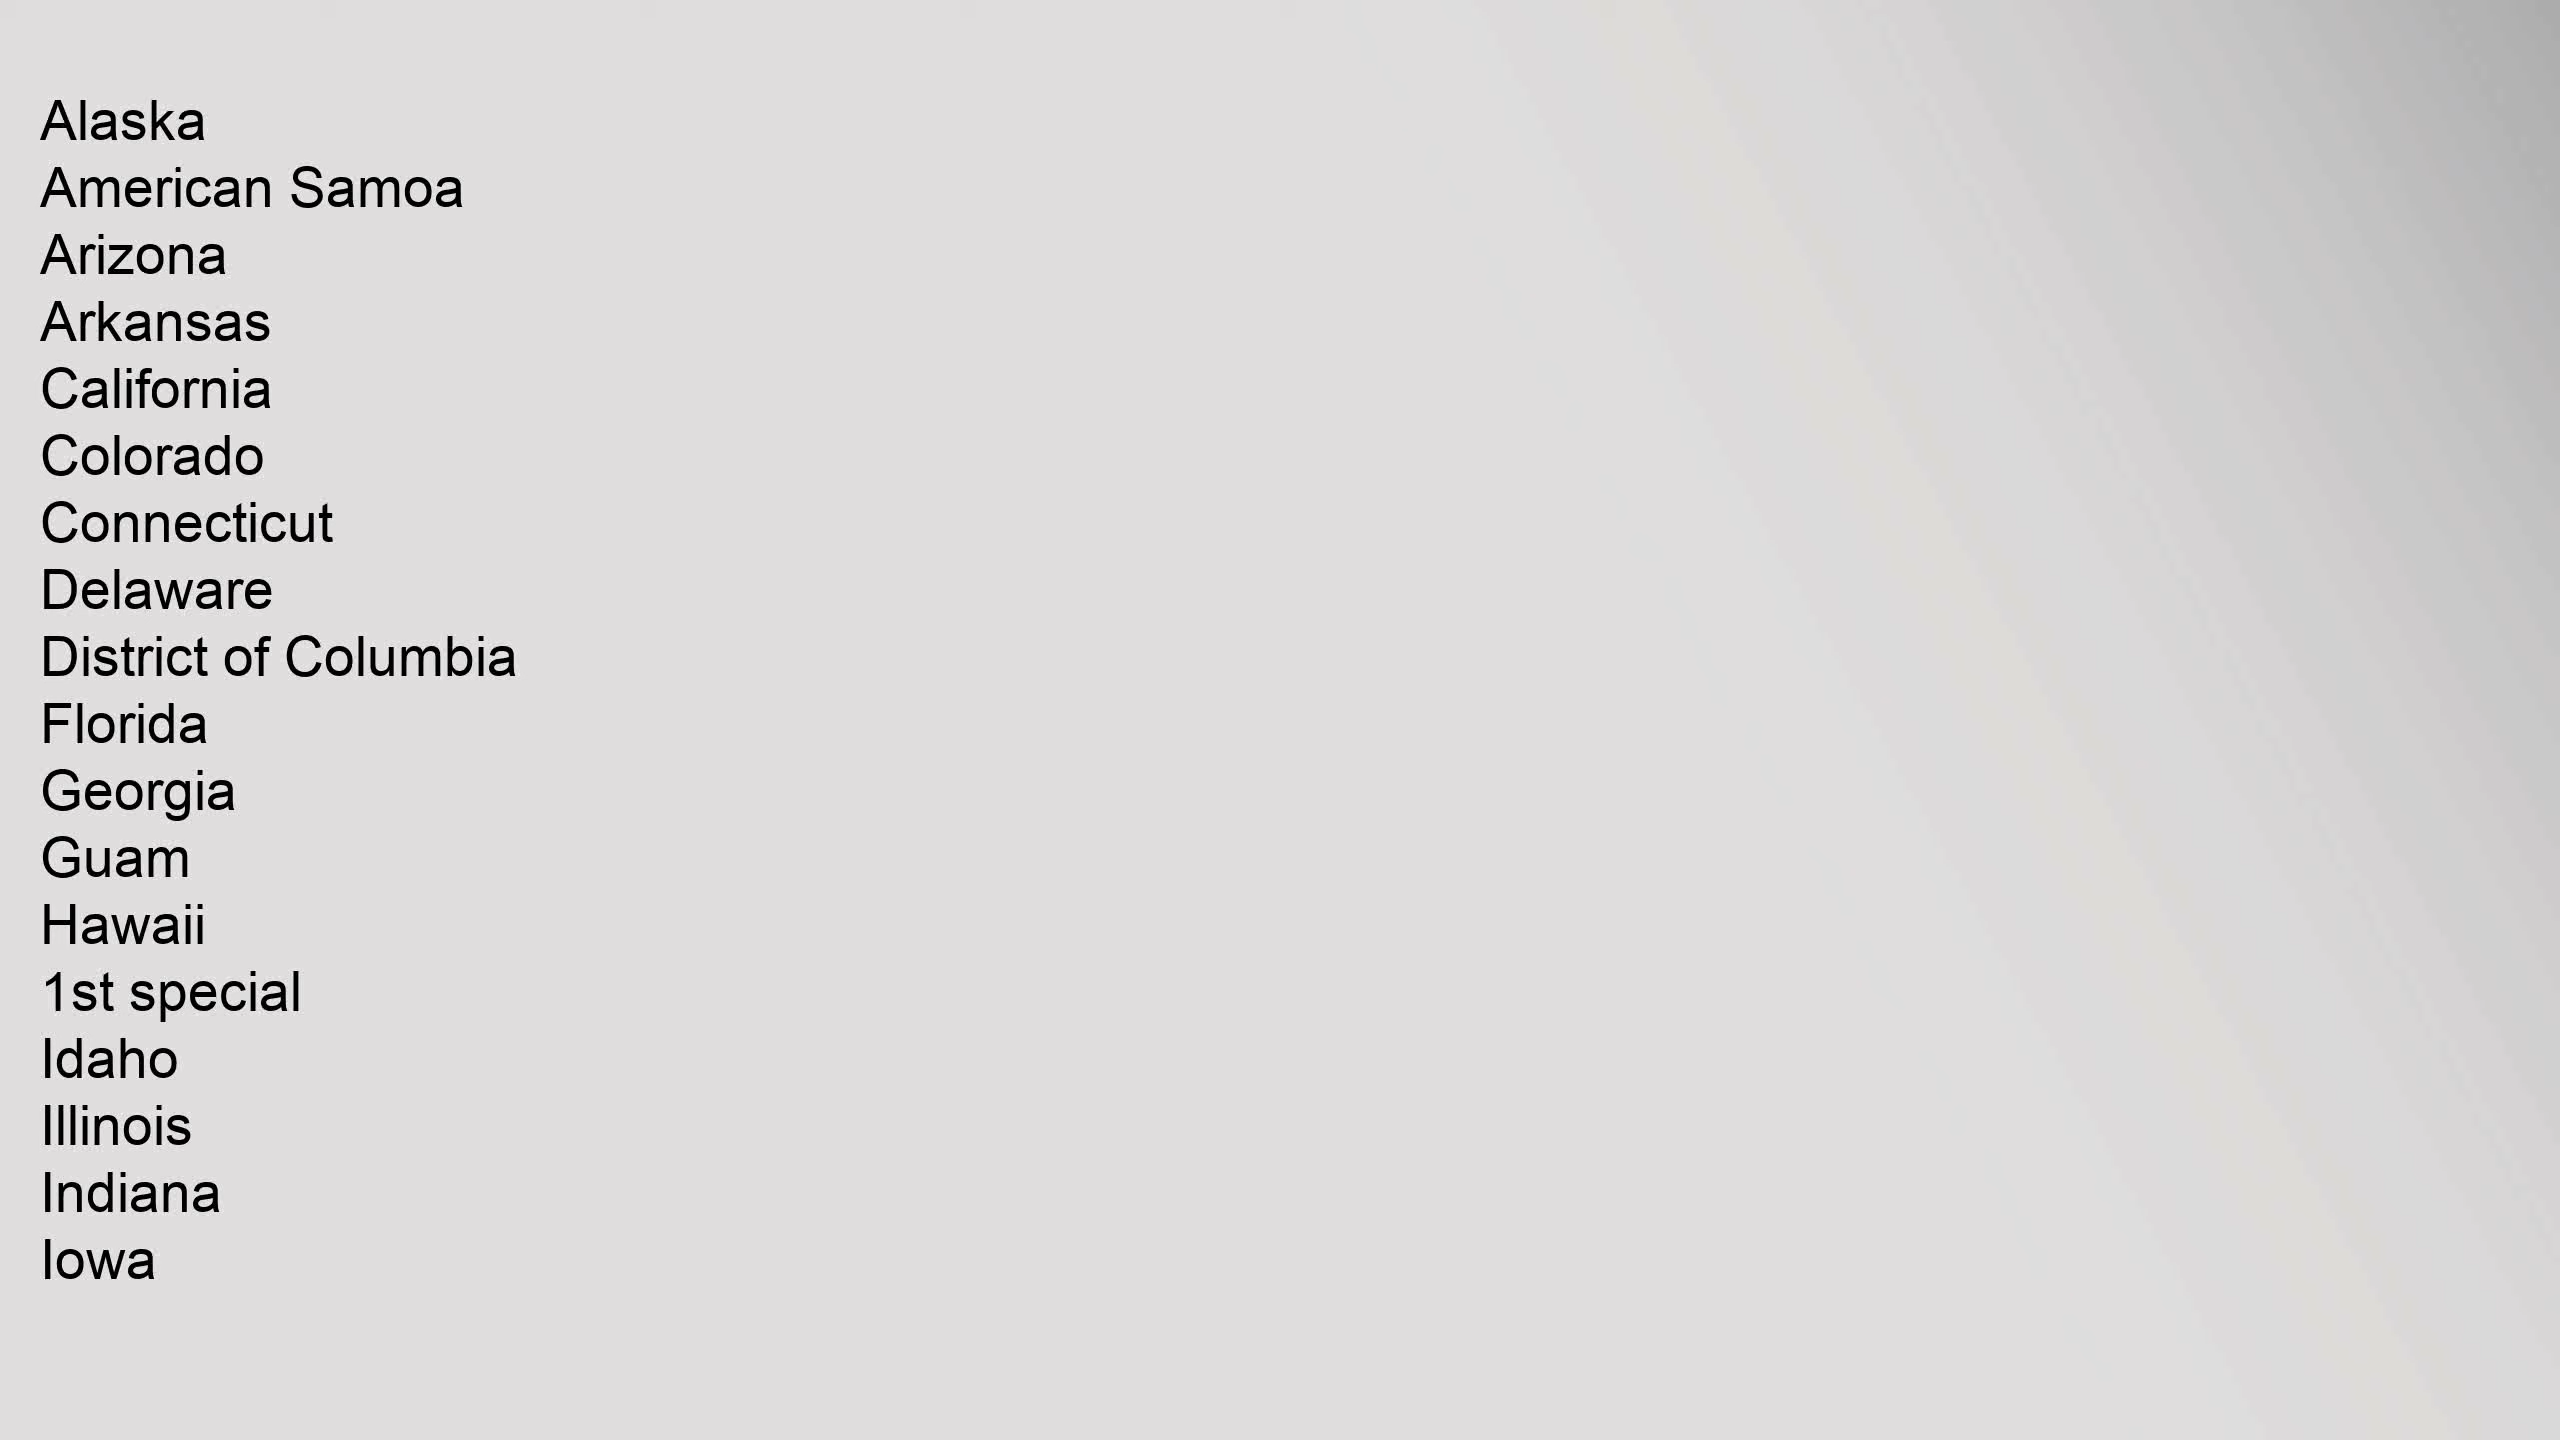 Alaska
American Samoa
Arizona
Arkansas
California
Colorado
Connecticut
Delaware
District of Columbia
Florida
Georgia
Guam
Hawaii
1st special
Idaho
Illinois
Indiana
Iowa